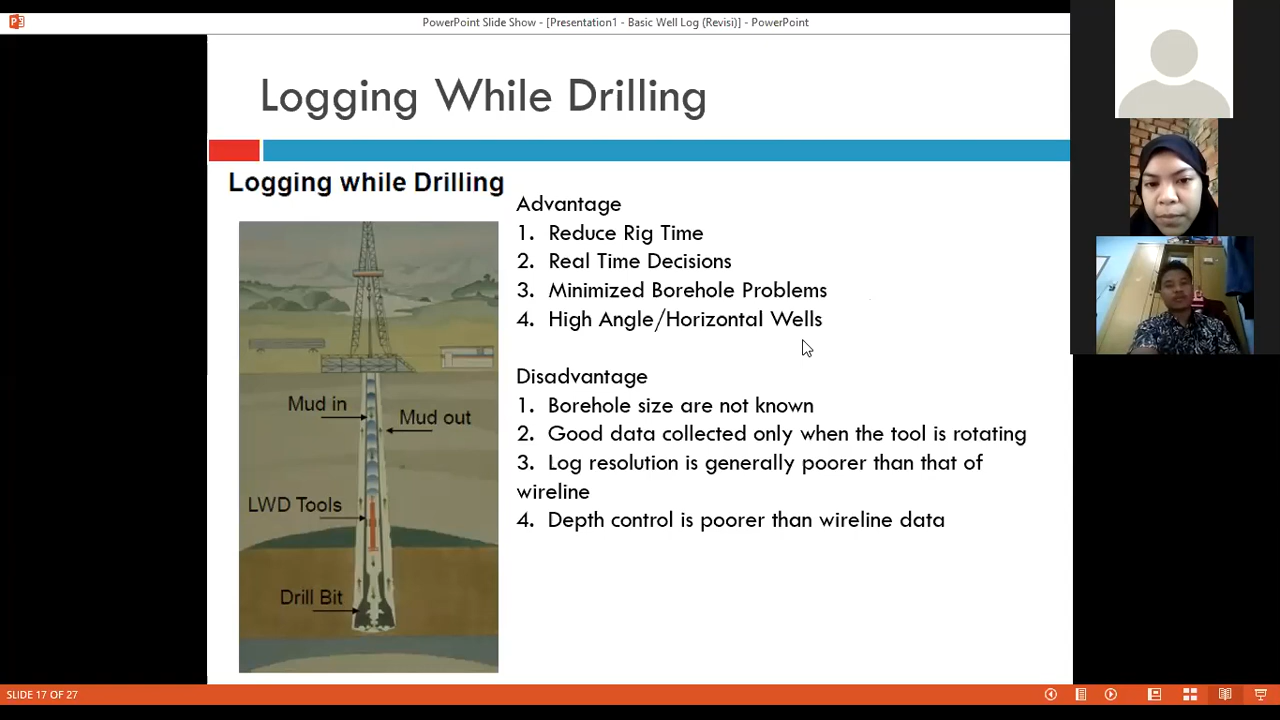 PowerPoint Slide Show - [Presentation1 - Basic Well Log (Revisi)] - PowerPoint
Logging While Drilling
Logging while Drilling
Advantage
1. Reduce Rig Time
2. Real Time Decisions
3. Minimized Borehole Problems
4. High Angle/Horizontal Wells
Disadvantage
1. Borehole size are not known
2. Good data collected only when the tool is rotating
3. Log resolution is generally poorer than that of
wireline
4. Depth control is poorer than wireline data
Mud in
Mud out
LWD Tools
Drill Bit
SLIDE 17 OF 27